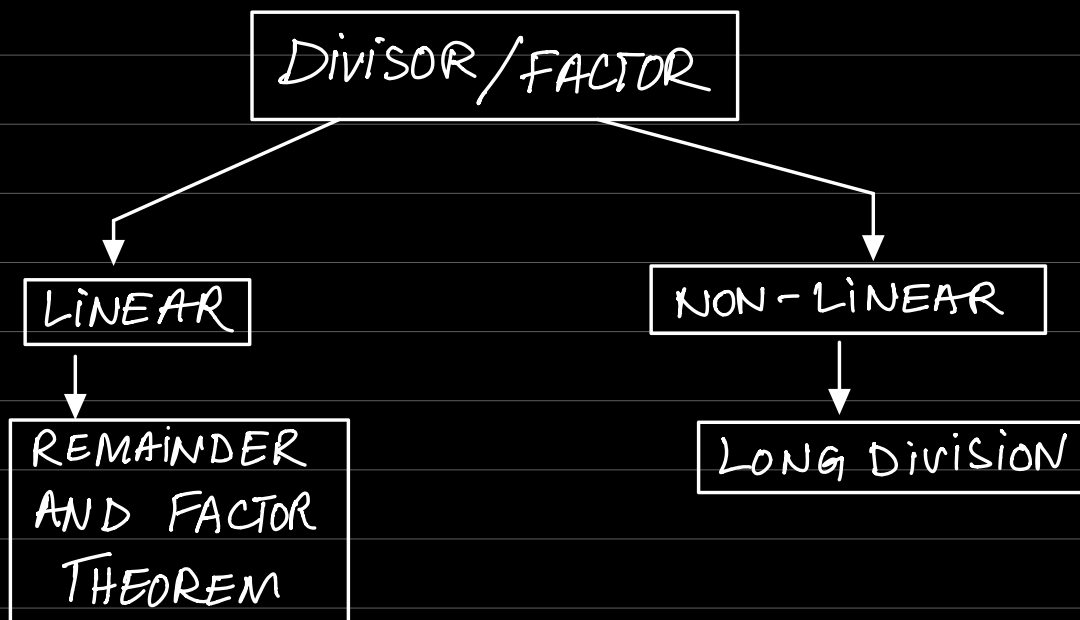 DIVISOR/FACTOR
LINEAR
NON-LINEAR
REMAINDER
AND FACTOR
THEOREM
LONG DIVISION